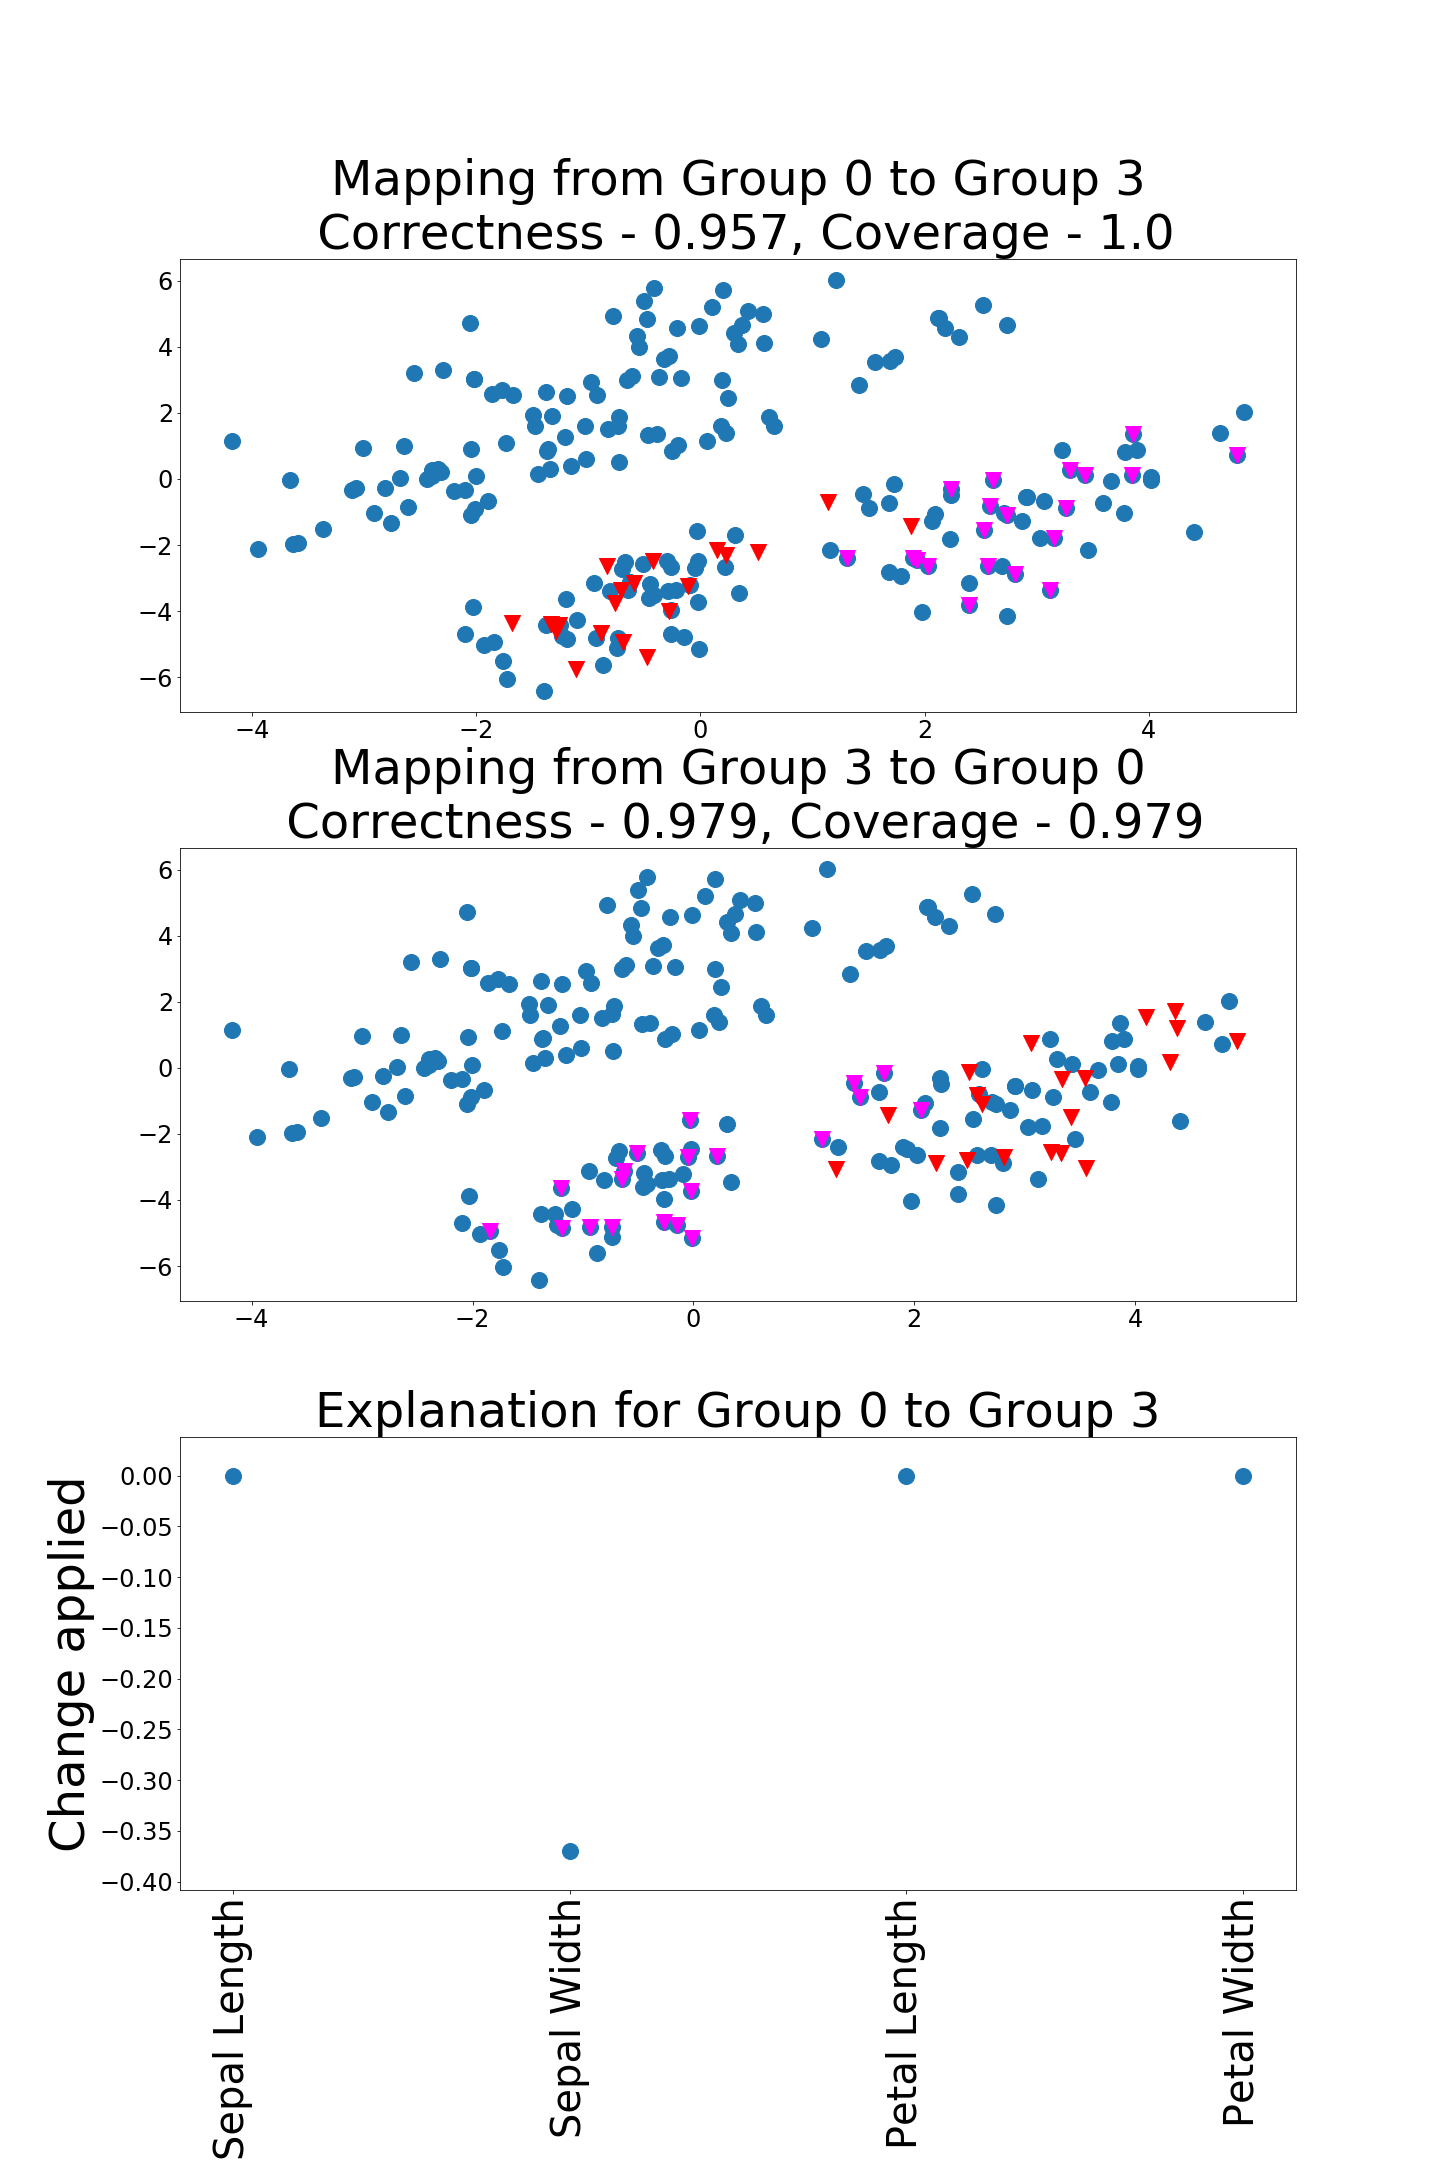 Mapping from Group 0 to Group 3
Correctness - 0.957, Coverage - 1.0
6
4
2
0
−2
−4
−6
−4 −2 0 2 4
Mapping from Group 3 to Group 0
Correctness - 0.979, Coverage - 0.979
6
4
2
0
−2
−4
−6
−4 −2 0 2 4
Explanation for Group 0 to Group 3
Change applied
0.00
−0.05
−0.10
−0.15
−0.20
−0.25
−0.30
−0.35
−0.40
Sepal Length
Sepal Width
Petal Length
Petal Width